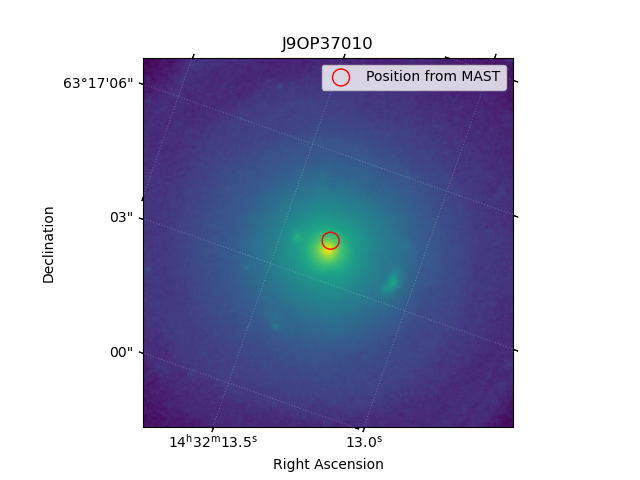 J9OP37010
Position from MAST
63°17'06"
03"
00"
Declination
14ʰ32ᵐ13.5ˢ
13.0ˢ
Right Ascension